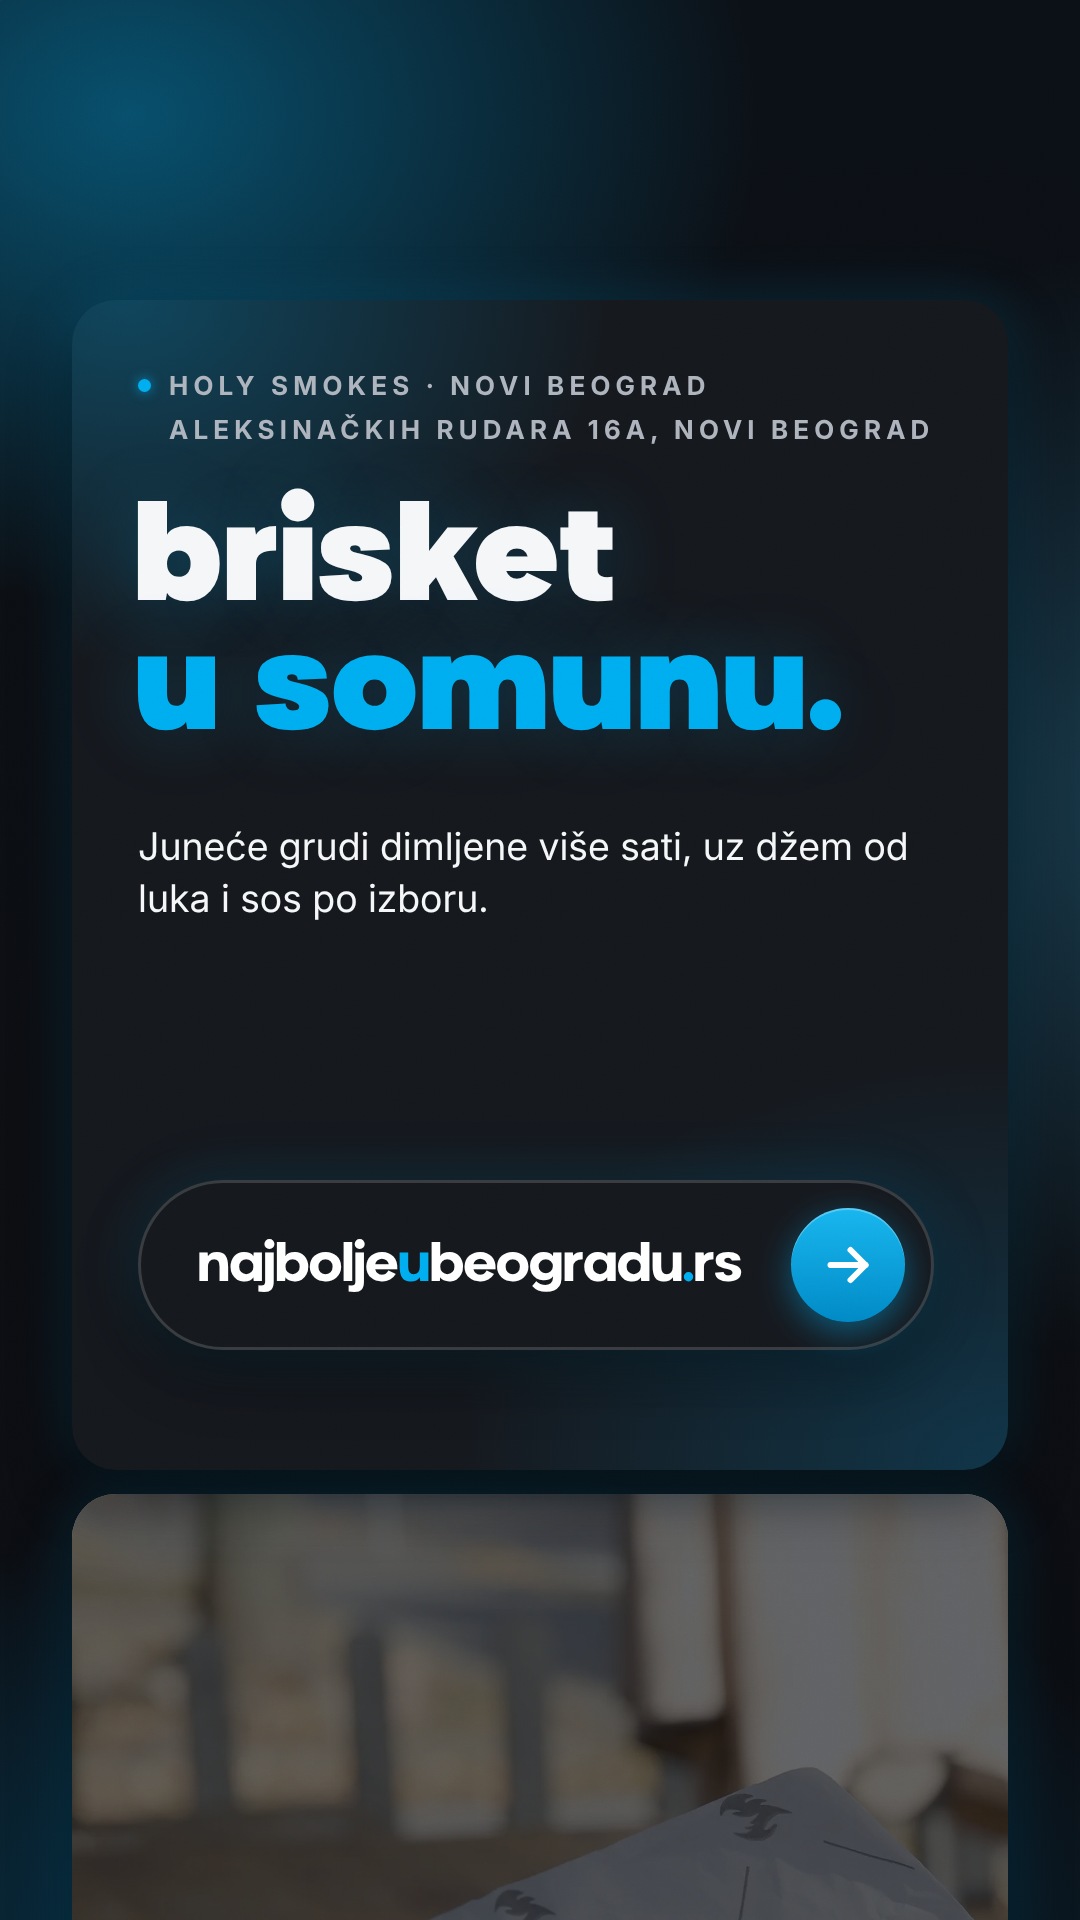 HOLY SMOKES · NOVI BEOGRAD
ALEKSINAČKIH RUDARA 16A, NOVI BEOGRAD
brisket
u somunu.
Juneće grudi dimljene više sati, uz džem od
luka i sos po izboru.
najboljeubeogradu.rs